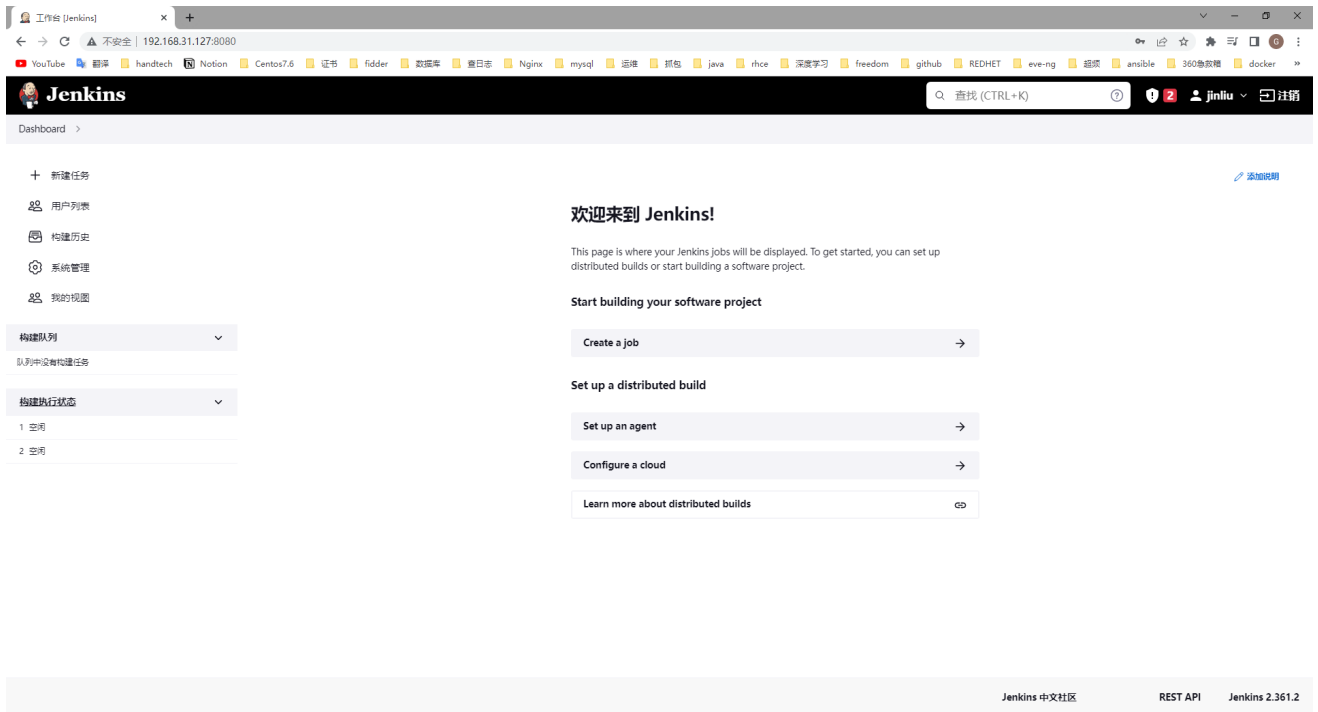 工作台 [Jenkins]
不安全 | 192.168.31.127:8080
YouTube 翻译 handtech Notion Centos7.6 证书 fidder 数据库 查日志 Nginx mysql 运维 抓包 java rhce 深度学习 freedom github REDHET eve-ng 超频 ansible 360急救箱 docker »
Jenkins 查找 (CTRL+K) 2 jinliu 注销
Dashboard
新建任务 添加说明
用户列表
构建历史
系统管理
我的视图
构建队列
队列中没有构建任务
构建执行状态
1 空闲
2 空闲
欢迎来到 Jenkins!
This page is where your Jenkins jobs will be displayed. To get started, you can set up
distributed builds or start building a software project.
Start building your software project
Create a job
Set up a distributed build
Set up an agent
Configure a cloud
Learn more about distributed builds
Jenkins 中文社区 REST API Jenkins 2.361.2